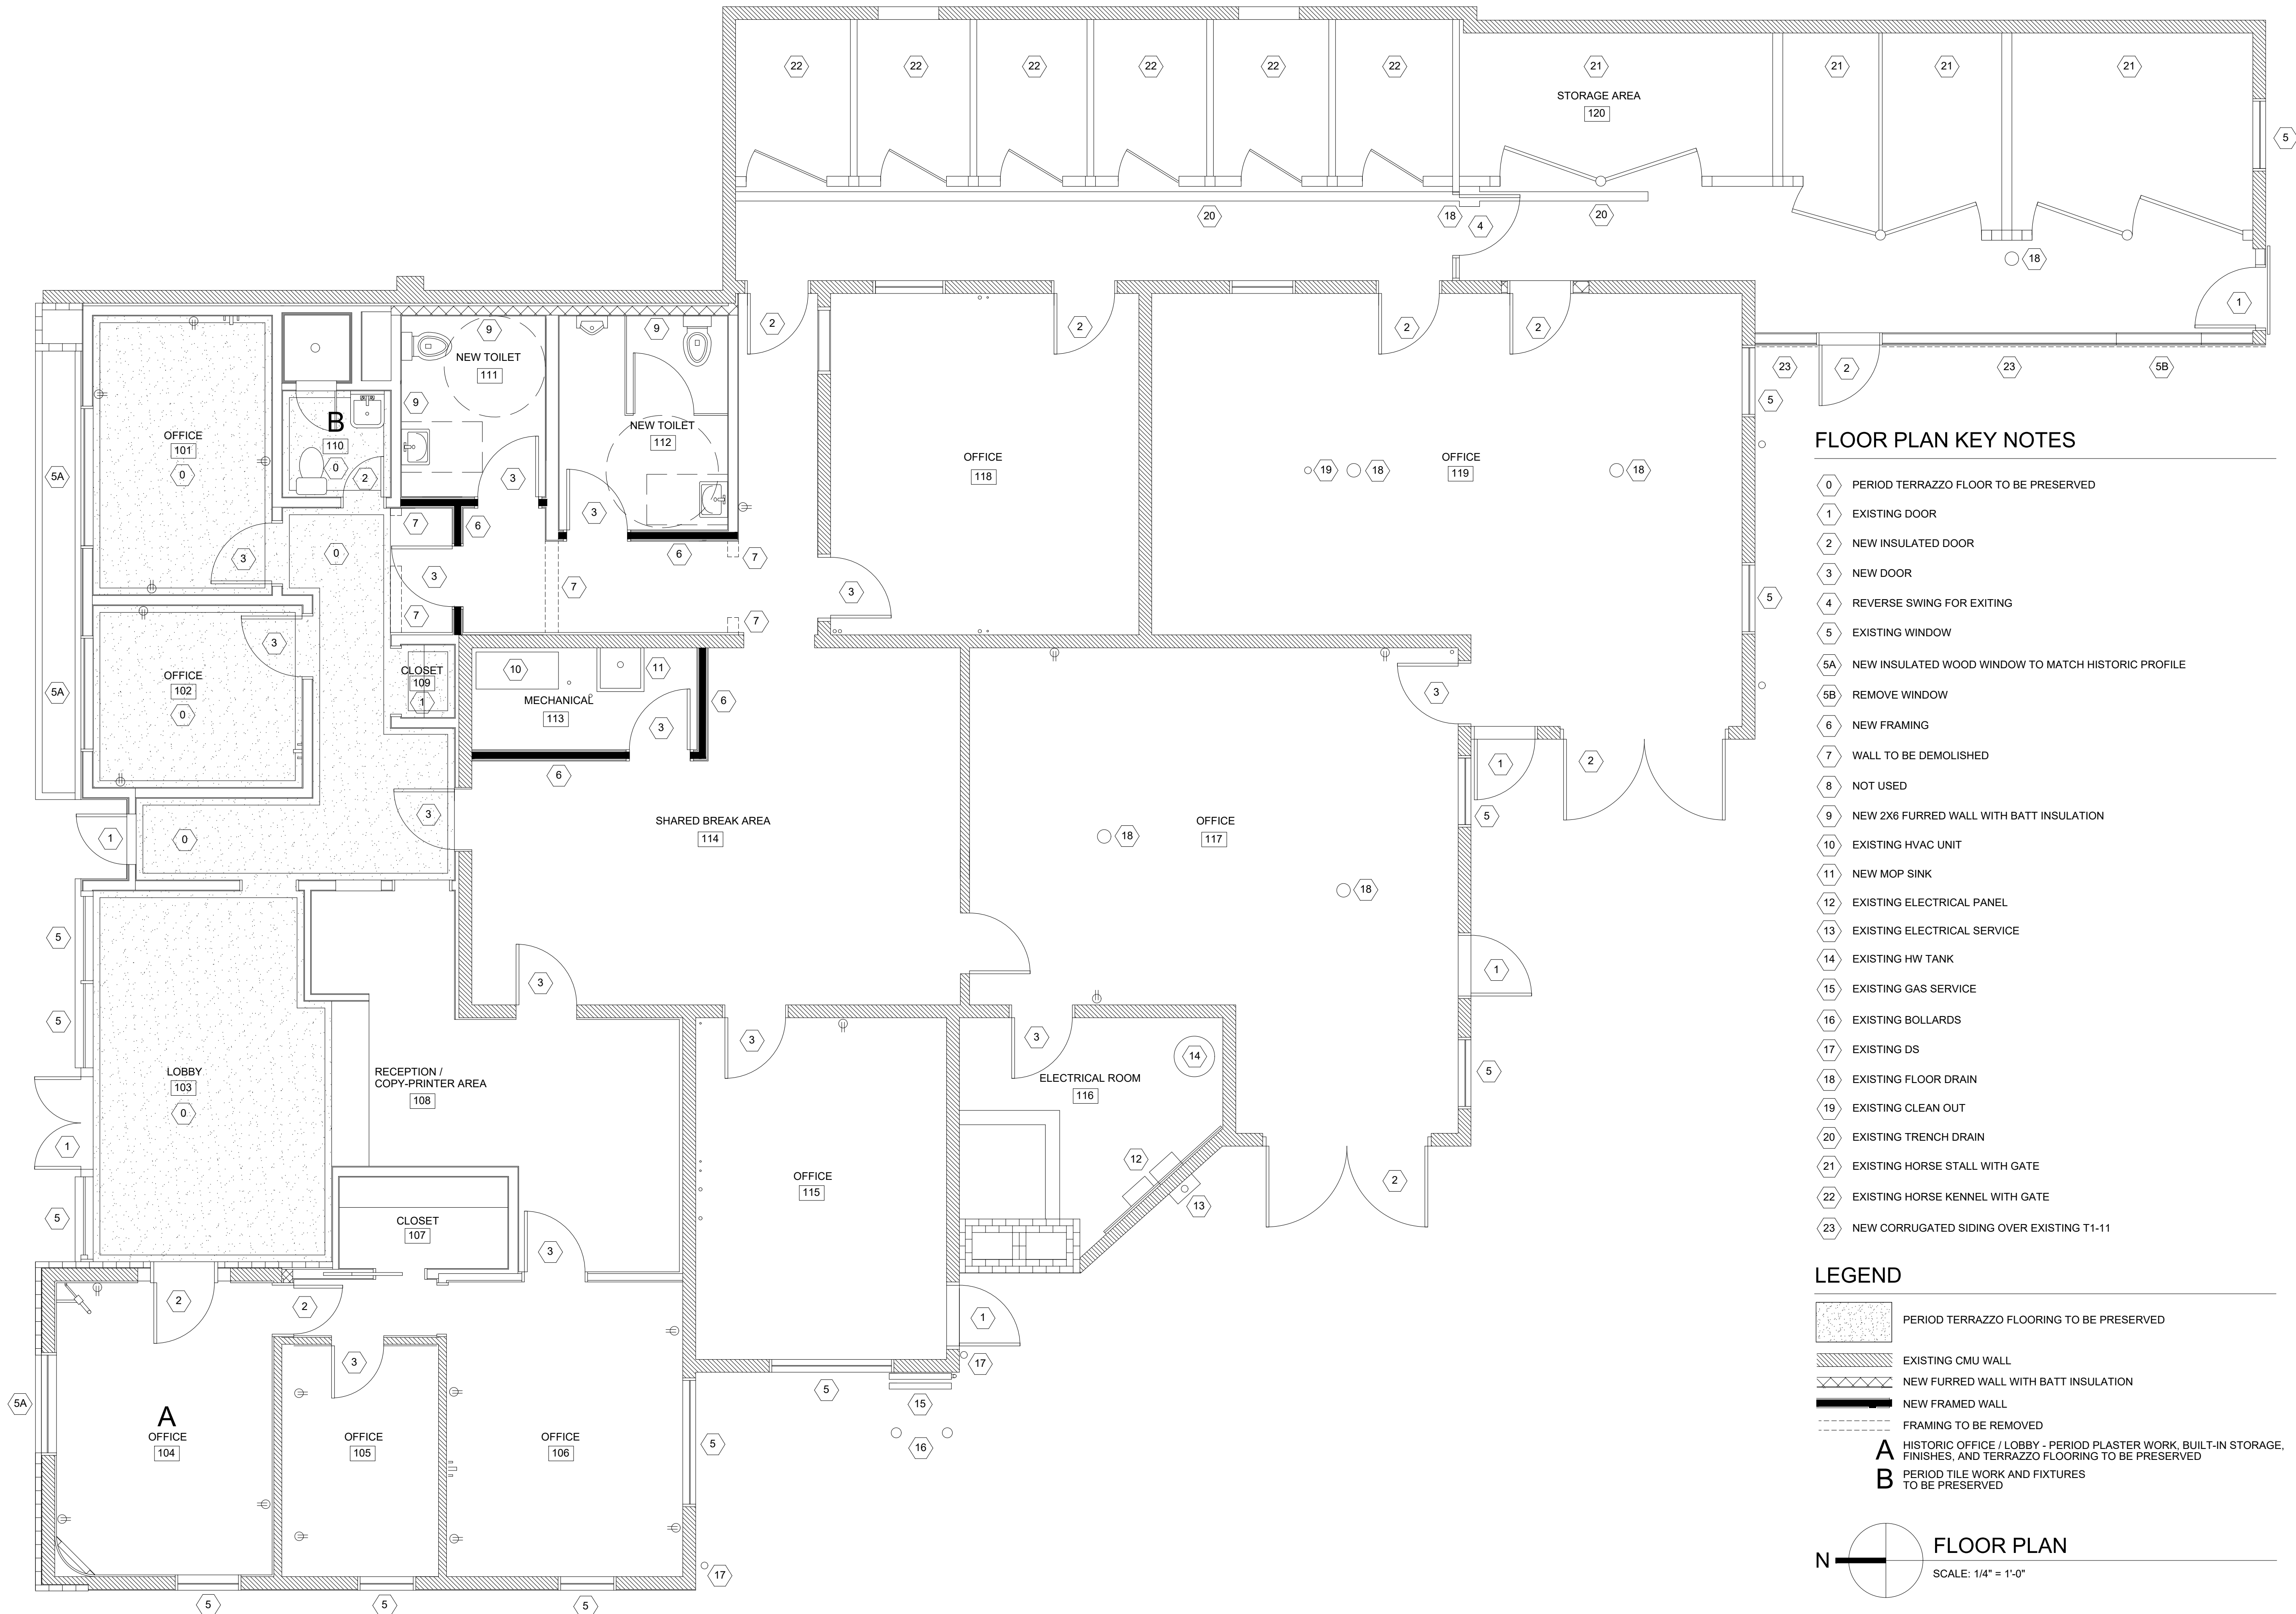 22
22
22
22
22
22
21
21
21
21
STORAGE AREA
120
5
20
18
4
20
18
1
2
2
2
2
23
2
23
5B
9
9
NEW TOILET
111
9
NEW TOILET
112
B
110
0
2
OFFICE
101
0
5A
3
3
3
OFFICE
118
19
18
OFFICE
119
18
5
5
7
6
0
3
3
7
7
6
7
7
3
OFFICE
102
0
5A
3
CLOSET
109
1
10
11
MECHANICAL
113
3
6
6
3
1
2
5
1
0
3
SHARED BREAK AREA
114
18
OFFICE
117
18
5
5
3
1
LOBBY
103
0
1
5
RECEPTION /
COPY-PRINTER AREA
108
3
3
14
ELECTRICAL ROOM
116
5
12
13
2
OFFICE
115
CLOSET
107
3
2
2
3
1
17
5
15
16
5A
A
OFFICE
104
OFFICE
105
OFFICE
106
5
17
5
5
5
FLOOR PLAN KEY NOTES
0 PERIOD TERRAZZO FLOOR TO BE PRESERVED
1 EXISTING DOOR
2 NEW INSULATED DOOR
3 NEW DOOR
4 REVERSE SWING FOR EXITING
5 EXISTING WINDOW
5A NEW INSULATED WOOD WINDOW TO MATCH HISTORIC PROFILE
5B REMOVE WINDOW
6 NEW FRAMING
7 WALL TO BE DEMOLISHED
8 NOT USED
9 NEW 2X6 FURRED WALL WITH BATT INSULATION
10 EXISTING HVAC UNIT
11 NEW MOP SINK
12 EXISTING ELECTRICAL PANEL
13 EXISTING ELECTRICAL SERVICE
14 EXISTING HW TANK
15 EXISTING GAS SERVICE
16 EXISTING BOLLARDS
17 EXISTING DS
18 EXISTING FLOOR DRAIN
19 EXISTING CLEAN OUT
20 EXISTING TRENCH DRAIN
21 EXISTING HORSE STALL WITH GATE
22 EXISTING HORSE KENNEL WITH GATE
23 NEW CORRUGATED SIDING OVER EXISTING T1-11
LEGEND
PERIOD TERRAZZO FLOORING TO BE PRESERVED
EXISTING CMU WALL
NEW FURRED WALL WITH BATT INSULATION
NEW FRAMED WALL
FRAMING TO BE REMOVED
A HISTORIC OFFICE / LOBBY - PERIOD PLASTER WORK, BUILT-IN STORAGE,
FINISHES, AND TERRAZZO FLOORING TO BE PRESERVED
B PERIOD TILE WORK AND FIXTURES
TO BE PRESERVED
N
FLOOR PLAN
SCALE: 1/4" = 1'-0"